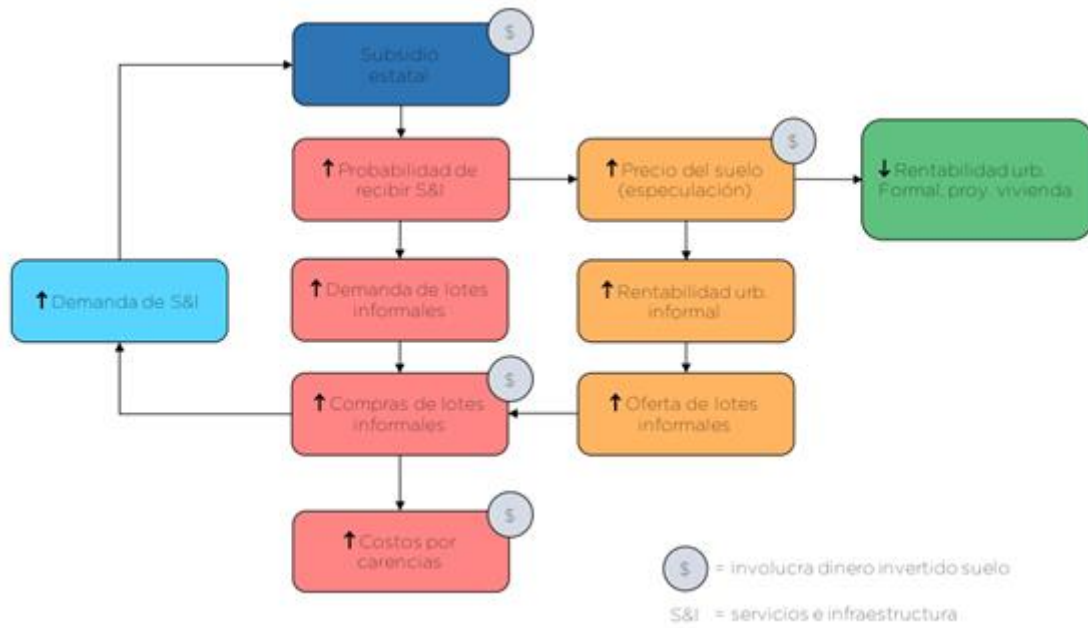 $
Subsidio
estatal
↑ Probabilidad de
recibir S&I
$
↑ Precio del suelo
(especulación)
↓ Rentabilidad urb.
Formal, proy. vivienda
↑ Demanda de S&I
↑ Demanda de lotes
informales
↑ Rentabilidad urb.
informal
$
↑ Compras de lotes
informales
↑ Oferta de lotes
informales
$
↑ Costos por
carencias
$ = involucra dinero invertido suelo
S&I = servicios e infraestructura